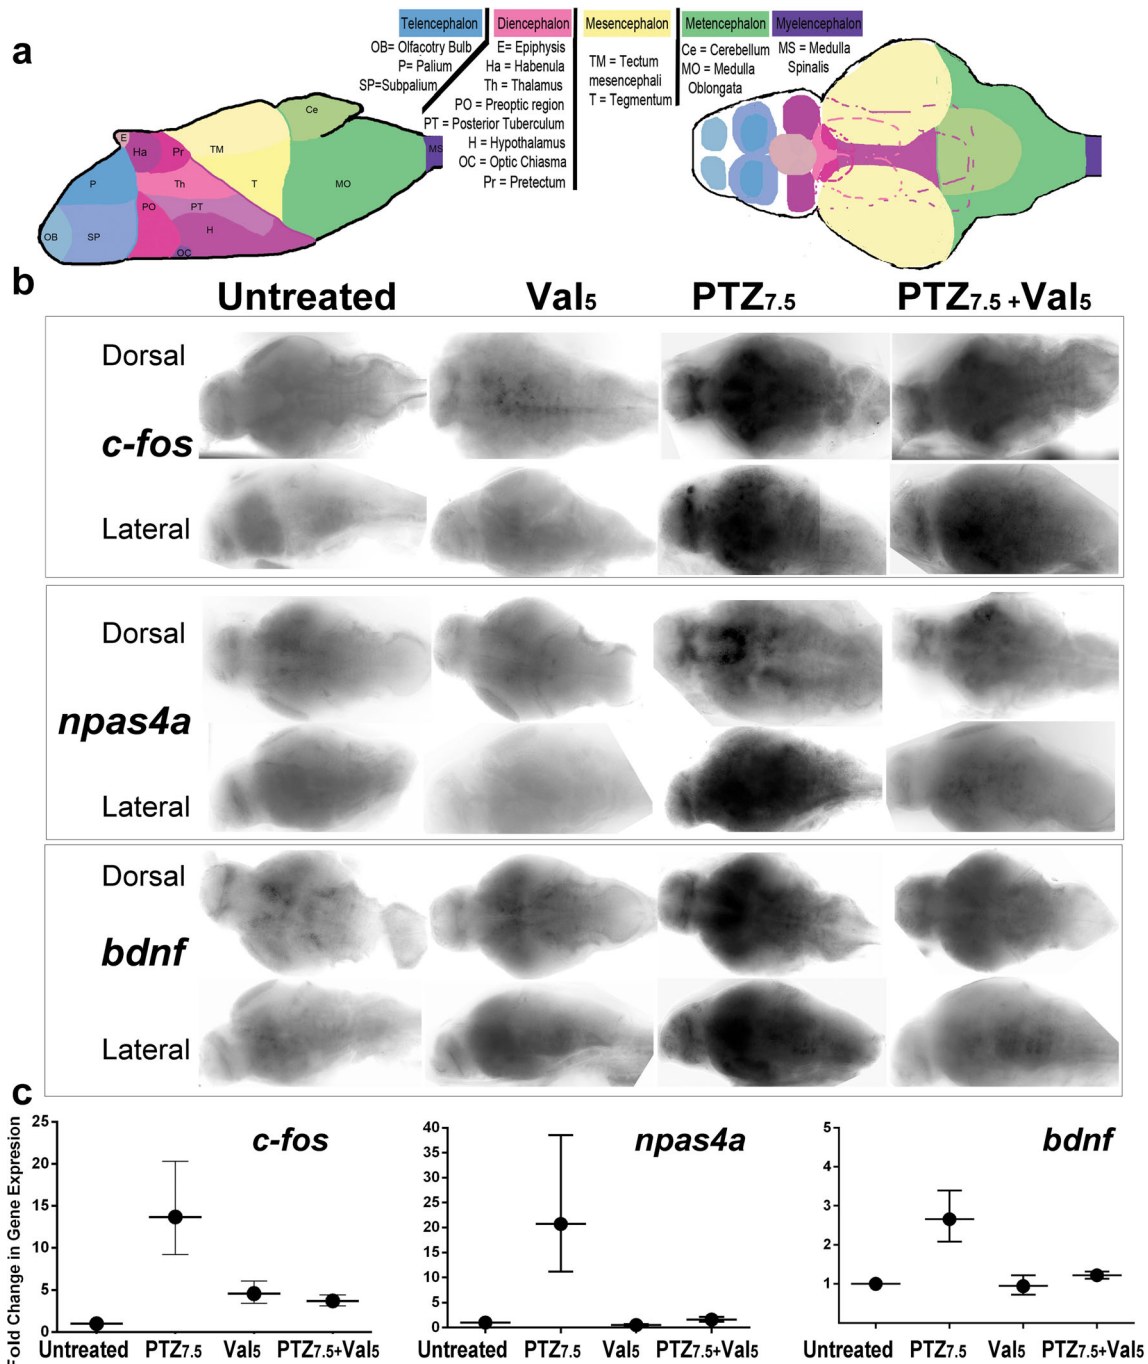 a
Telencephalon
OB= Olfacotry Bulb
P= Palium
SP=Subpalium
Diencephalon
E= Epiphysis
Ha = Habenula
Th = Thalamus
PO = Preoptic region
PT = Posterior Tuberculum
H = Hypothalamus
OC = Optic Chiasma
Pr = Pretectum
Mesencephalon
TM = Tectum
mesencephali
T = Tegmentum
Metencephalon
Ce = Cerebellum
MO = Medulla
Oblongata
Myelencephalon
MS = Medulla
Spinalis
E
Ha
Pr
TM
Ce
MS
P
Th
T
MO
PO
PT
OB
SP
H
OC
b
Untreated
Val5
PTZ7.5
PTZ7.5 +Val5
Dorsal
c-fos
Lateral
Dorsal
npas4a
Lateral
Dorsal
bdnf
Lateral
c
Fold Change in Gene Expresion
25
20
15
10
5
0
c-fos
Untreated
PTZ7.5
Val5
PTZ7.5+Val5
40
35
30
25
20
15
10
5
0
npas4a
Untreated
PTZ7.5
Val5
PTZ7.5+Val5
5
4
3
2
1
bdnf
Untreated
PTZ7.5
Val5
PTZ7.5+Val5